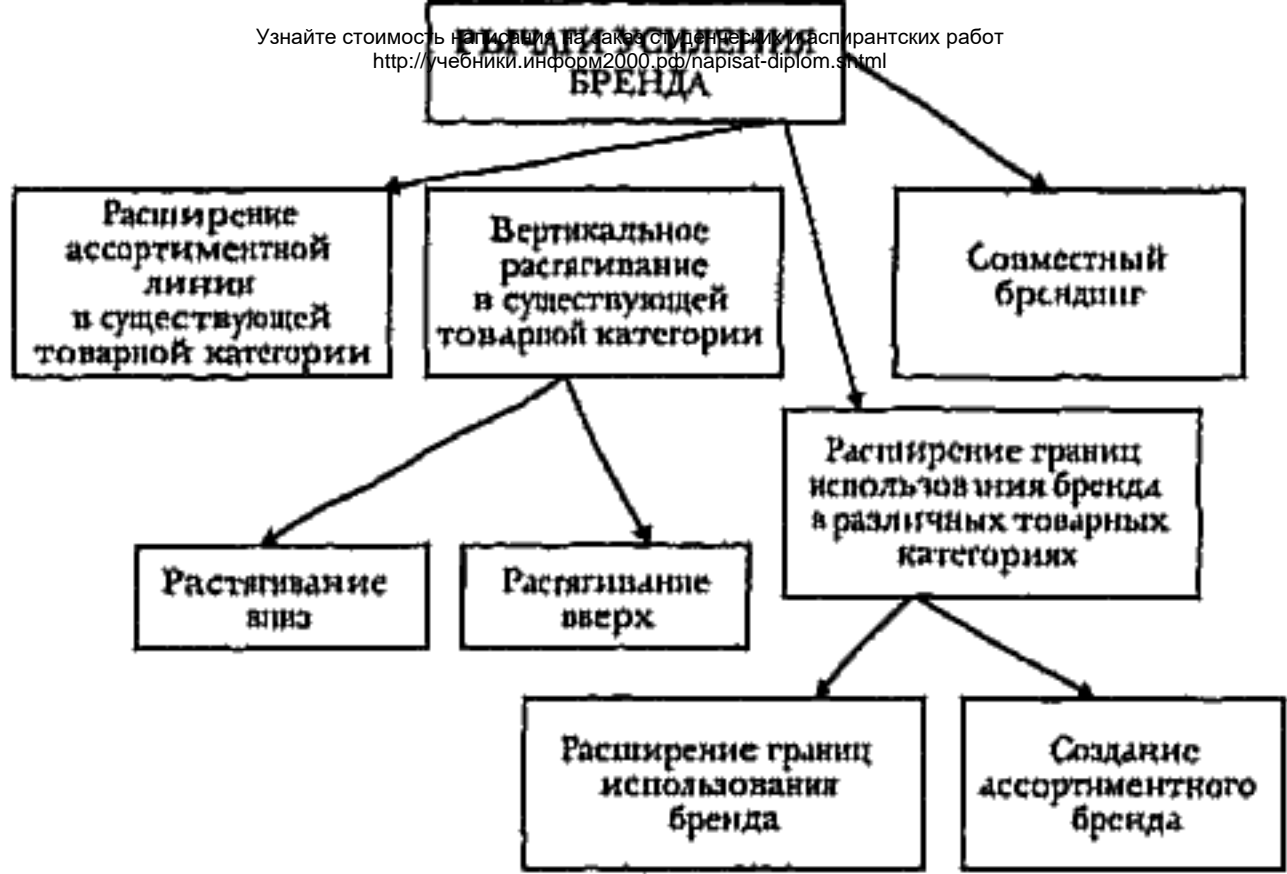 Узнайте стоимость написания на заказ студенческих и аспирантских работ
http://учебники.информ2000.рф/napisat-diplom.shtml
РЫЧАГИ УСИЛЕНИЯ
БРЕНДА
Расширение
ассортиментной
линии
в существующей
товарной категории
Вертикальное
растягивание
в существующей
товарной категории
Совместный
брендинг
Расширение границ
использования бренда
в различных товарных
категориях
Растягивание
вниз
Растягивание
вверх
Расширение границ
использования
бренда
Создание
ассортиментного
бренда